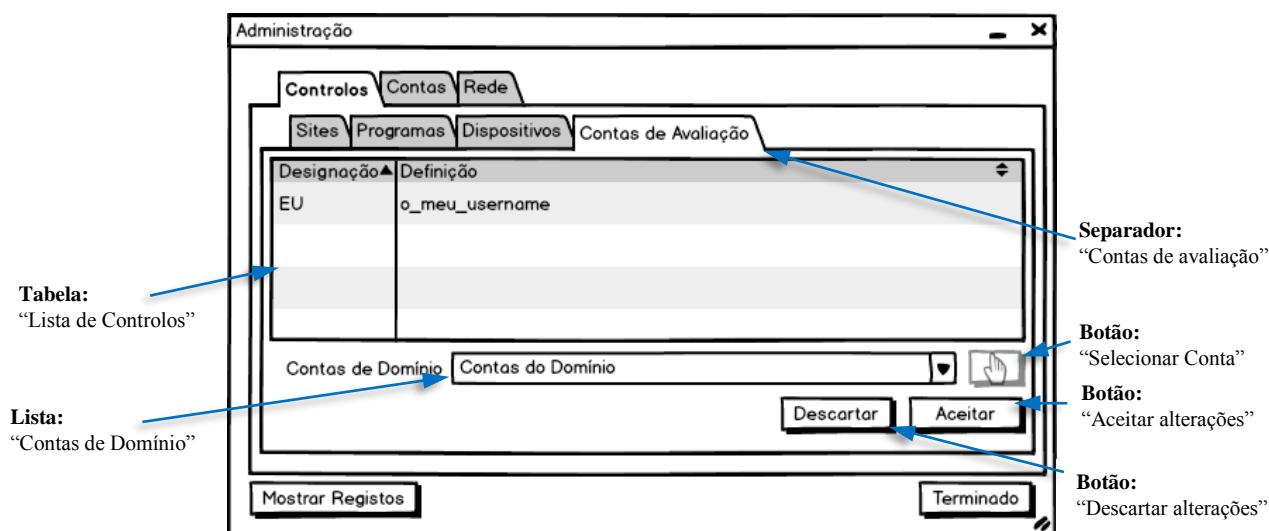 Administração
Controlos Contas Rede
Sites Programas Dispositivos Contas de Avaliação
Designação Definição
EU o_meu_username
Separador:
“Contas de avaliação”
Tabela:
“Lista de Controlos”
Botão:
“Selecionar Conta”
Contas de Domínio Contas do Domínio
Botão:
“Aceitar alterações”
Lista:
“Contas de Domínio”
Descartar Aceitar
Botão:
“Descartar alterações”
Mostrar Registos Terminado